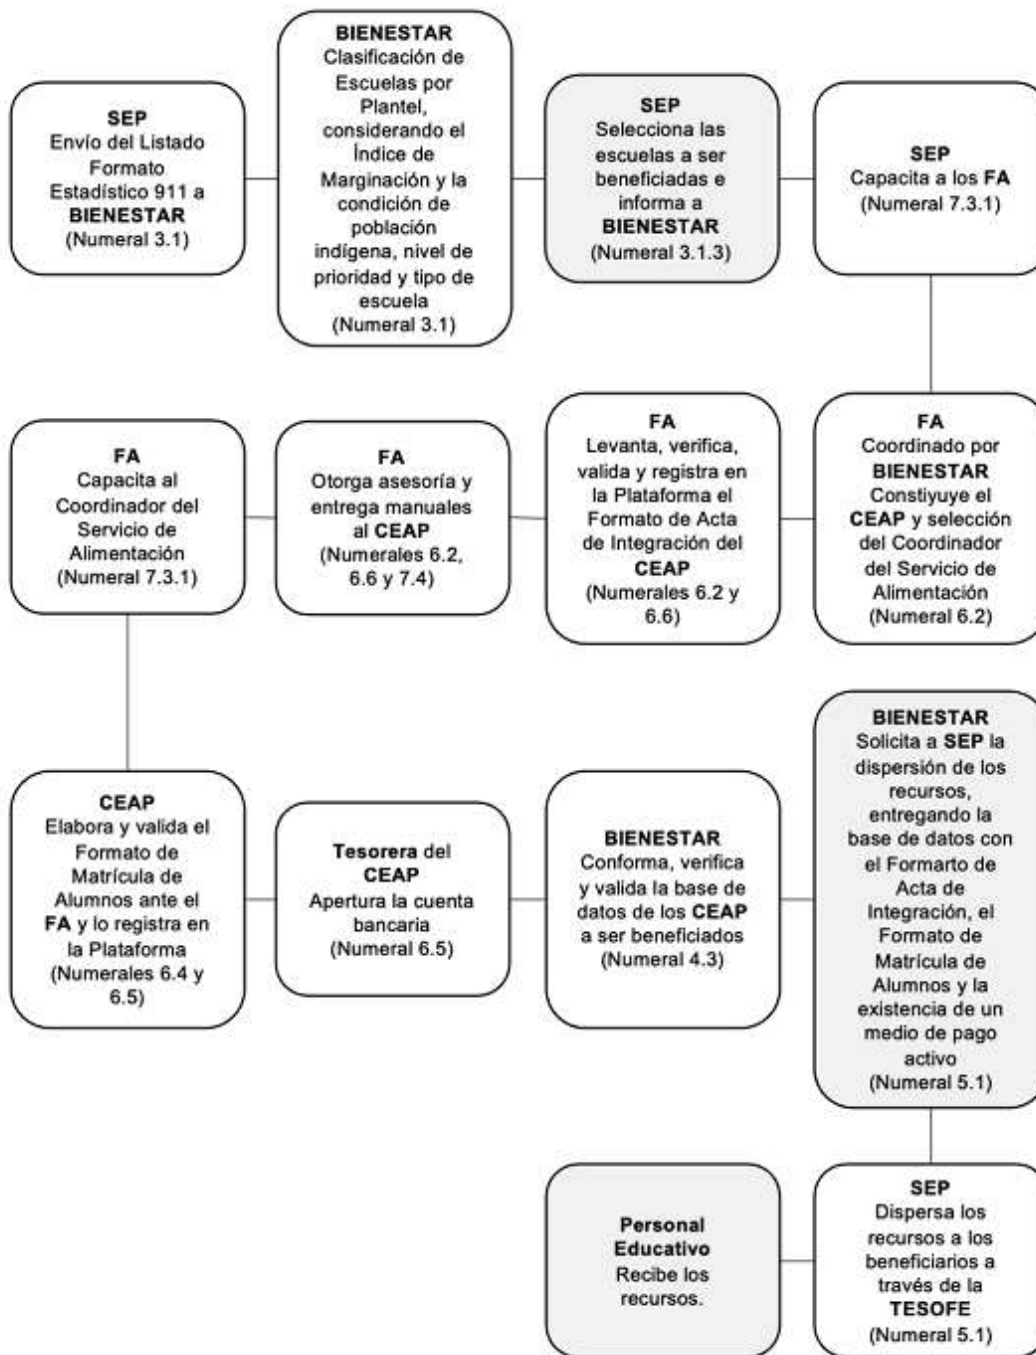 SEP
Envío del Listado
Formato
Estadístico 911 a
BIENESTAR
(Numeral 3.1)
BIENESTAR
Clasificación de
Escuelas por
Plantel,
considerando el
Índice de
Marginación y la
condición de
población
indígena, nivel de
prioridad y tipo de
escuela
(Numeral 3.1)
SEP
Selecciona las
escuelas a ser
beneficiadas e
informa a
BIENESTAR
(Numeral 3.1.3)
SEP
Capacita a los FA
(Numeral 7.3.1)
FA
Coordinado por
BIENESTAR
Constiyuye el
CEAP y selección
del Coordinador
del Servicio de
Alimentación
(Numeral 6.2)
FA
Levanta, verifica,
valida y registra en
la Plataforma el
Formato de Acta
de Integración del
CEAP
(Numerales 6.2 y
6.6)
FA
Otorga asesoría y
entrega manuales
al CEAP
(Numerales 6.2,
6.6 y 7.4)
FA
Capacita al
Coordinador del
Servicio de
Alimentación
(Numeral 7.3.1)
CEAP
Elabora y valida el
Formato de
Matrícula de
Alumnos ante el
FA y lo registra en
la Plataforma
(Numerales 6.4 y
6.5)
Tesorera del
CEAP
Apertura la cuenta
bancaria
(Numeral 6.5)
BIENESTAR
Conforma, verifica
y valida la base de
datos de los CEAP
a ser beneficiados
(Numeral 4.3)
BIENESTAR
Solicita a SEP la
dispersión de los
recursos,
entregando la
base de datos con
el Formarto de
Acta de
Integración, el
Formato de
Matrícula de
Alumnos y la
existencia de un
medio de pago
activo
(Numeral 5.1)
SEP
Dispersa los
recursos a los
beneficiarios a
través de la
TESOFE
(Numeral 5.1)
Personal
Educativo
Recibe los
recursos.